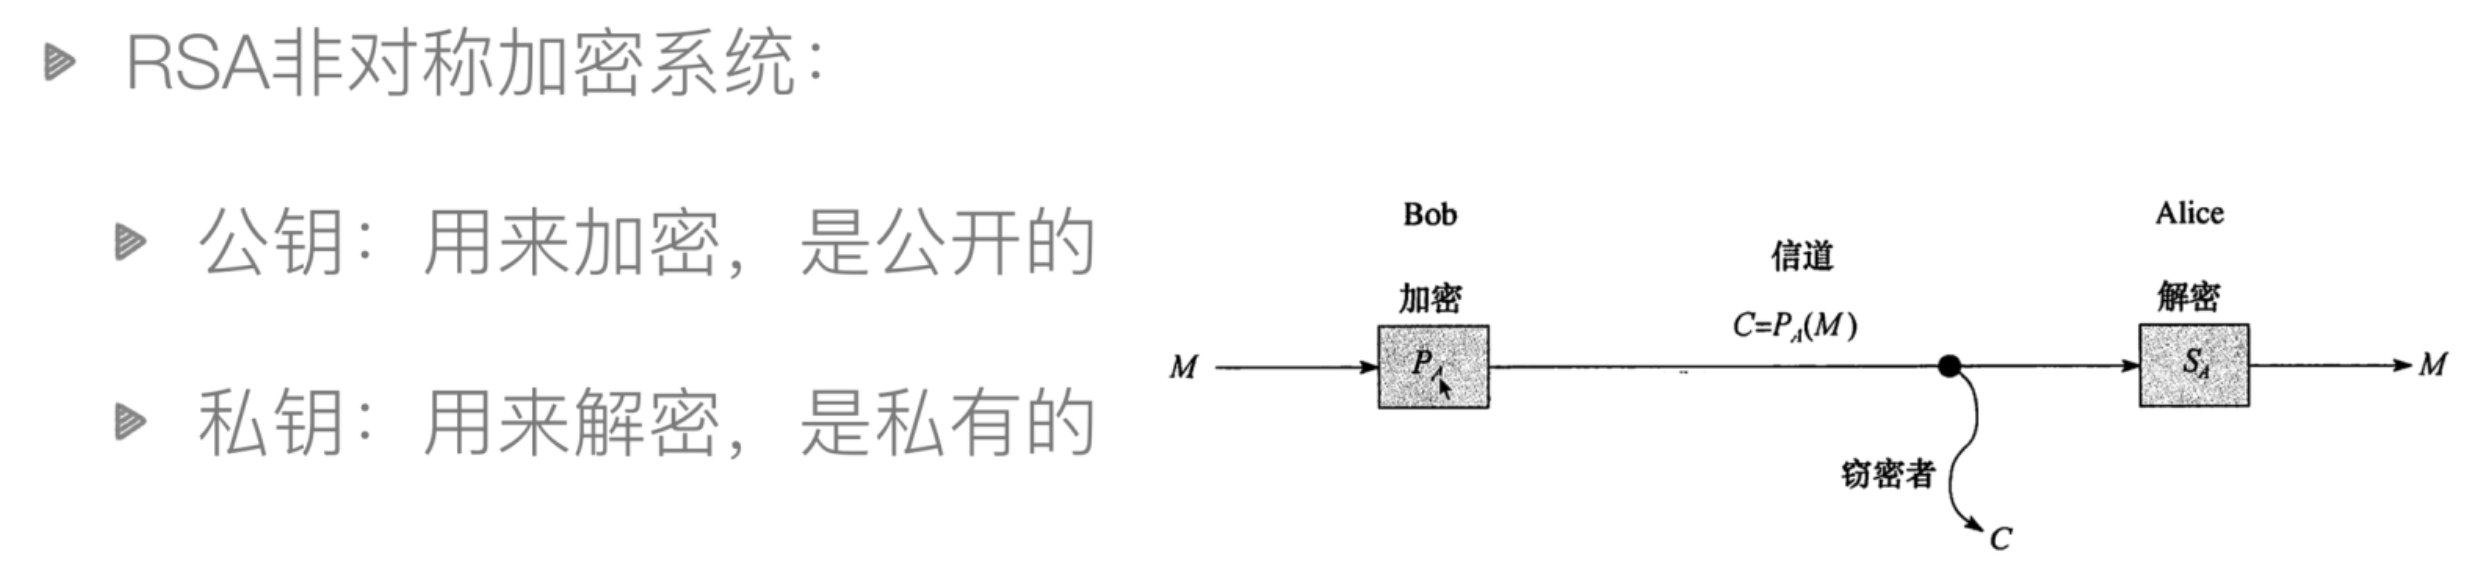 RSA非对称加密系统：
公钥：用来加密，是公开的
私钥：用来解密，是私有的
Bob
Alice
信道
加密
解密
C=P_A(M)
M
P_A
S_A
M
窃密者
C